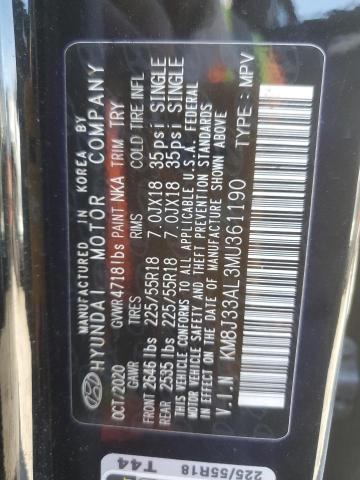 MANUFACTURED IN KOREA BY
HYUNDAI MOTOR COMPANY
OCT/2020 GVWR 4718 lbs PAINT NKA TRIM TRY
GAWR TIRES RIMS COLD TIRE INFL
FRONT 2646 lbs 225/55R18 7.0JX18 35psi SINGLE
REAR 2535 lbs 225/55R18 7.0JX18 35psi SINGLE
THIS VEHICLE CONFORMS TO ALL APPLICABLE U.S.A. FEDERAL
MOTOR VEHICLE SAFETY AND THEFT PREVENTION STANDARDS
IN EFFECT ON THE DATE OF MANUFACTURE SHOWN ABOVE
V.I.N KM8J33AL3MU361190 TYPE : MPV
T44
225/55R18